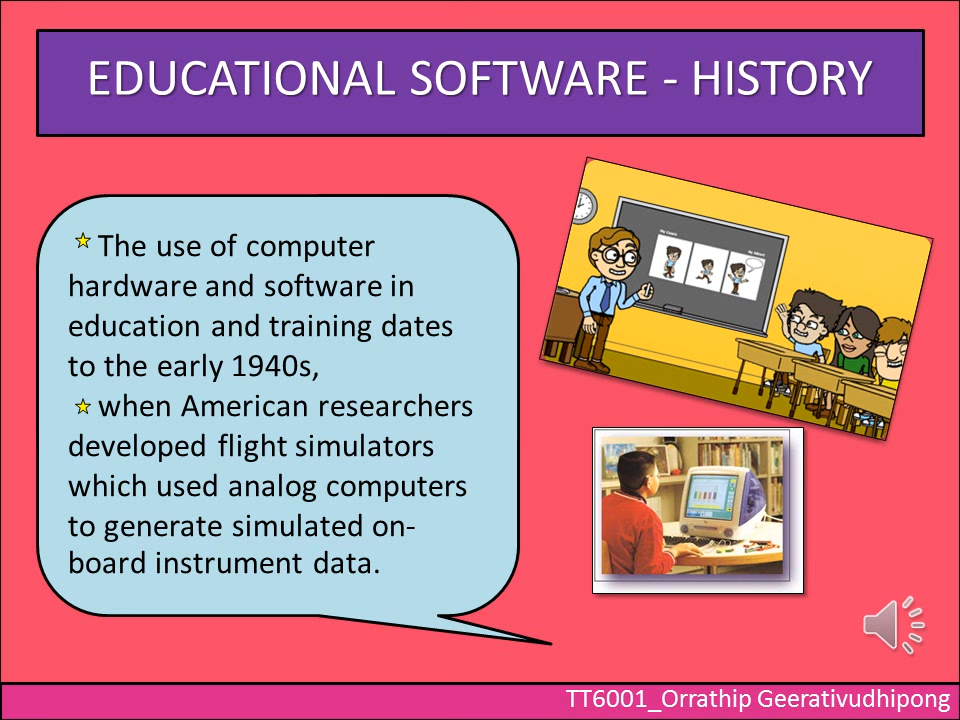 EDUCATIONAL SOFTWARE - HISTORY
The use of computer
hardware and software in
education and training dates
to the early 1940s,
when American researchers
developed flight simulators
which used analog computers
to generate simulated on-
board instrument data.
TT6001_Orrathip Geerativudhipong